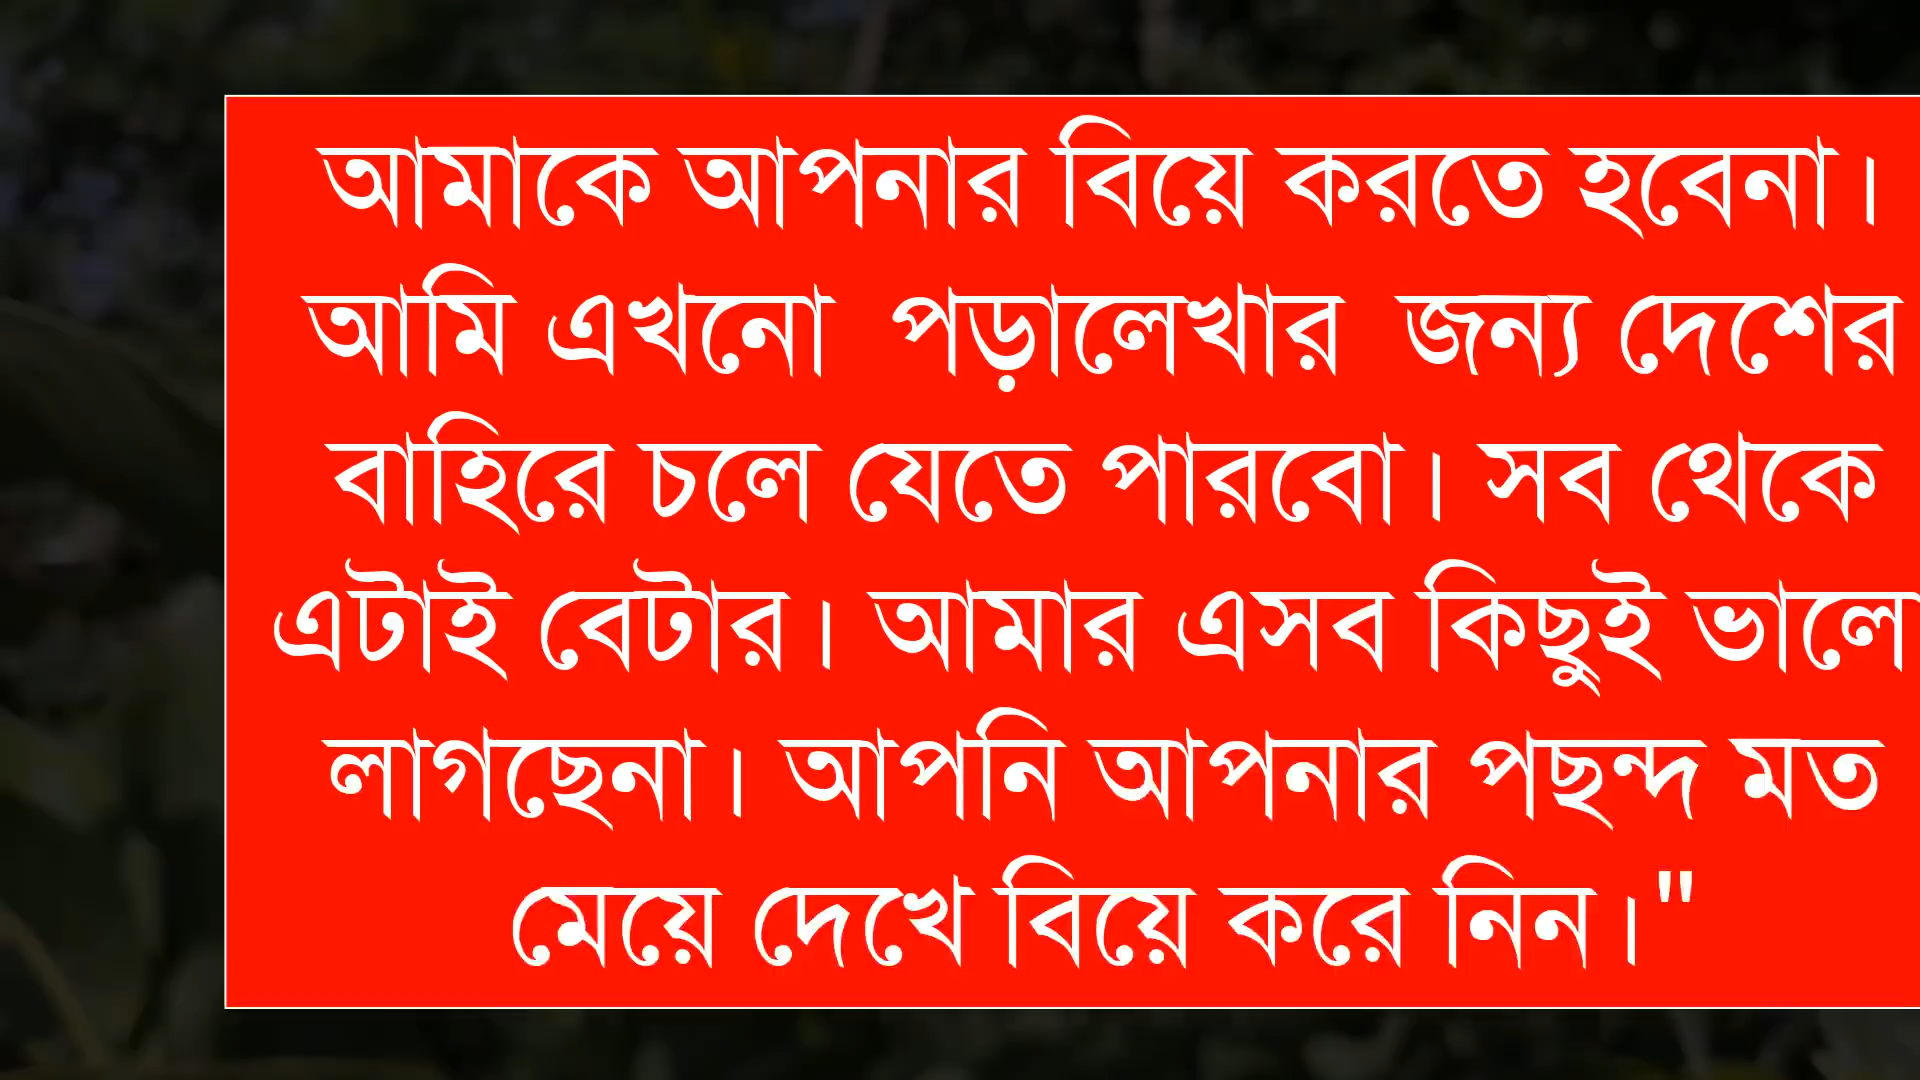 আমাকে আপনার বিয়ে করতে হবেনা।
আমি এখনো পড়ালেখার জন্য দেশের
বাহিরে চলে যেতে পারবো। সব থেকে
এটাই বেটার। আমার এসব কিছুই ভালো
লাগছেনা। আপনি আপনার পছন্দ মত
মেয়ে দেখে বিয়ে করে নিন।"